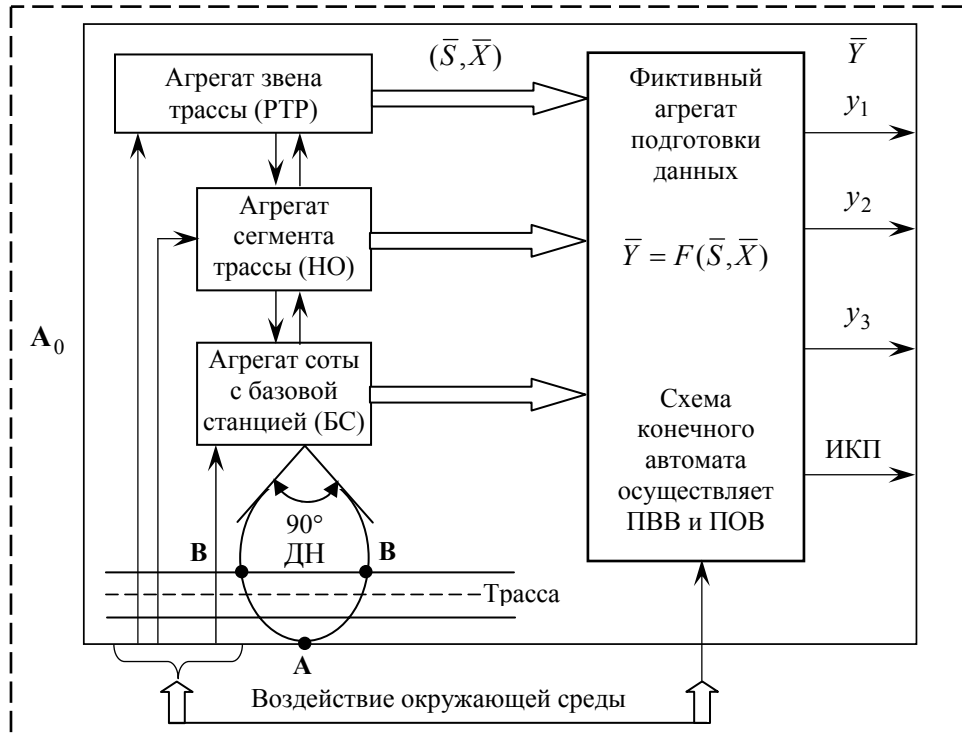 Агрегат звена
трассы (РТР)
(S̅,X̅)
Y̅
Фиктивный
агрегат
подготовки
данных
y₁
Агрегат
сегмента
трассы (НО)
y₂
Y̅ = F(S̅,X̅)
A₀
y₃
Агрегат соты
с базовой
станцией (БС)
Схема
конечного
автомата
осуществляет
ПВВ и ПОВ
ИКП
90°
ДН
В
В
Трасса
А
Воздействие окружающей среды